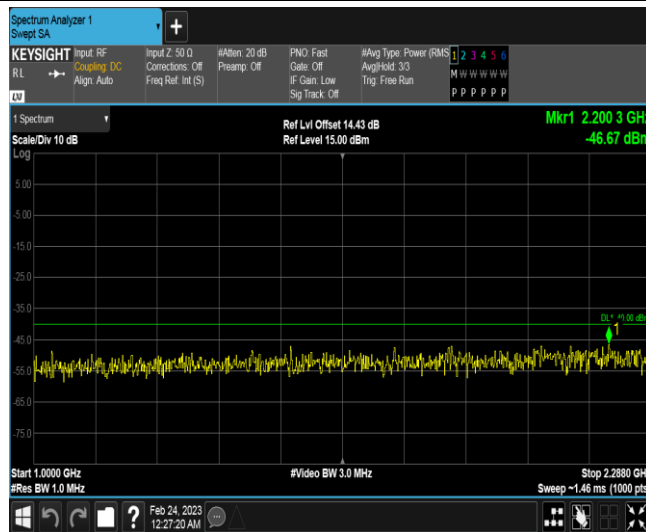 Spectrum Analyzer 1
Swept SA
+
KEYSIGHT
RL
LXI
Input: RF
Coupling: DC
Align: Auto
Input Z: 50 Ω
Corrections: Off
Freq Ref: Int (S)
#Atten: 20 dB
Preamp: Off
PNO: Fast
Gate: Off
IF Gain: Low
Sig Track: Off
#Avg Type: Power (RMS
Avg|Hold: 3/3
Trig: Free Run
1 2 3 4 5 6
M W W W W W
P P P P P P
1 Spectrum
Scale/Div 10 dB
Log
Ref Lvl Offset 14.43 dB
Ref Level 15.00 dBm
Mkr1 2.200 3 GHz
-46.67 dBm
5.00
-5.00
-15.0
-25.0
-35.0
-45.0
-55.0
-65.0
-75.0
1
Start 1.0000 GHz
#Res BW 1.0 MHz
#Video BW 3.0 MHz
Stop 2.2880 GHz
Sweep ~1.46 ms (1000 pts
?
Feb 24, 2023
12:27:20 AM